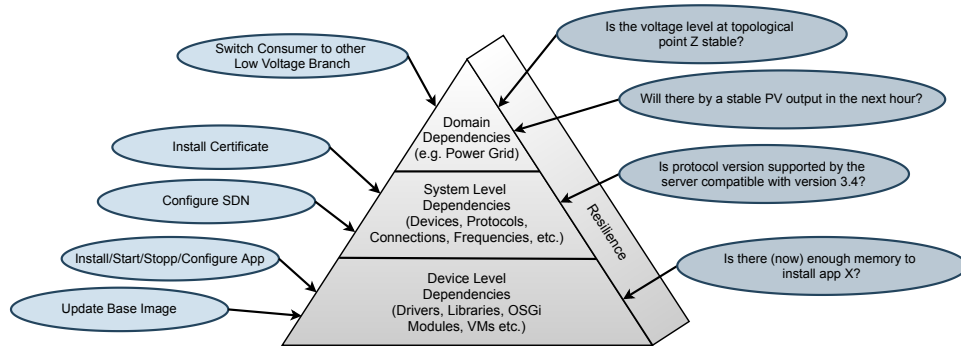 Switch Consumer to other
Low Voltage Branch
Install Certificate
Configure SDN
Install/Start/Stopp/Configure App
Update Base Image
Domain
Dependencies
(e.g. Power Grid)
System Level
Dependencies
(Devices, Protocols,
Connections, Frequencies, etc.)
Device Level
Dependencies
(Drivers, Libraries, OSGi
Modules, VMs etc.)
Resilience
Is the voltage level at topological
point Z stable?
Will there by a stable PV output in the next hour?
Is protocol version supported by the
server compatible with version 3.4?
Is there (now) enough memory to
install app X?